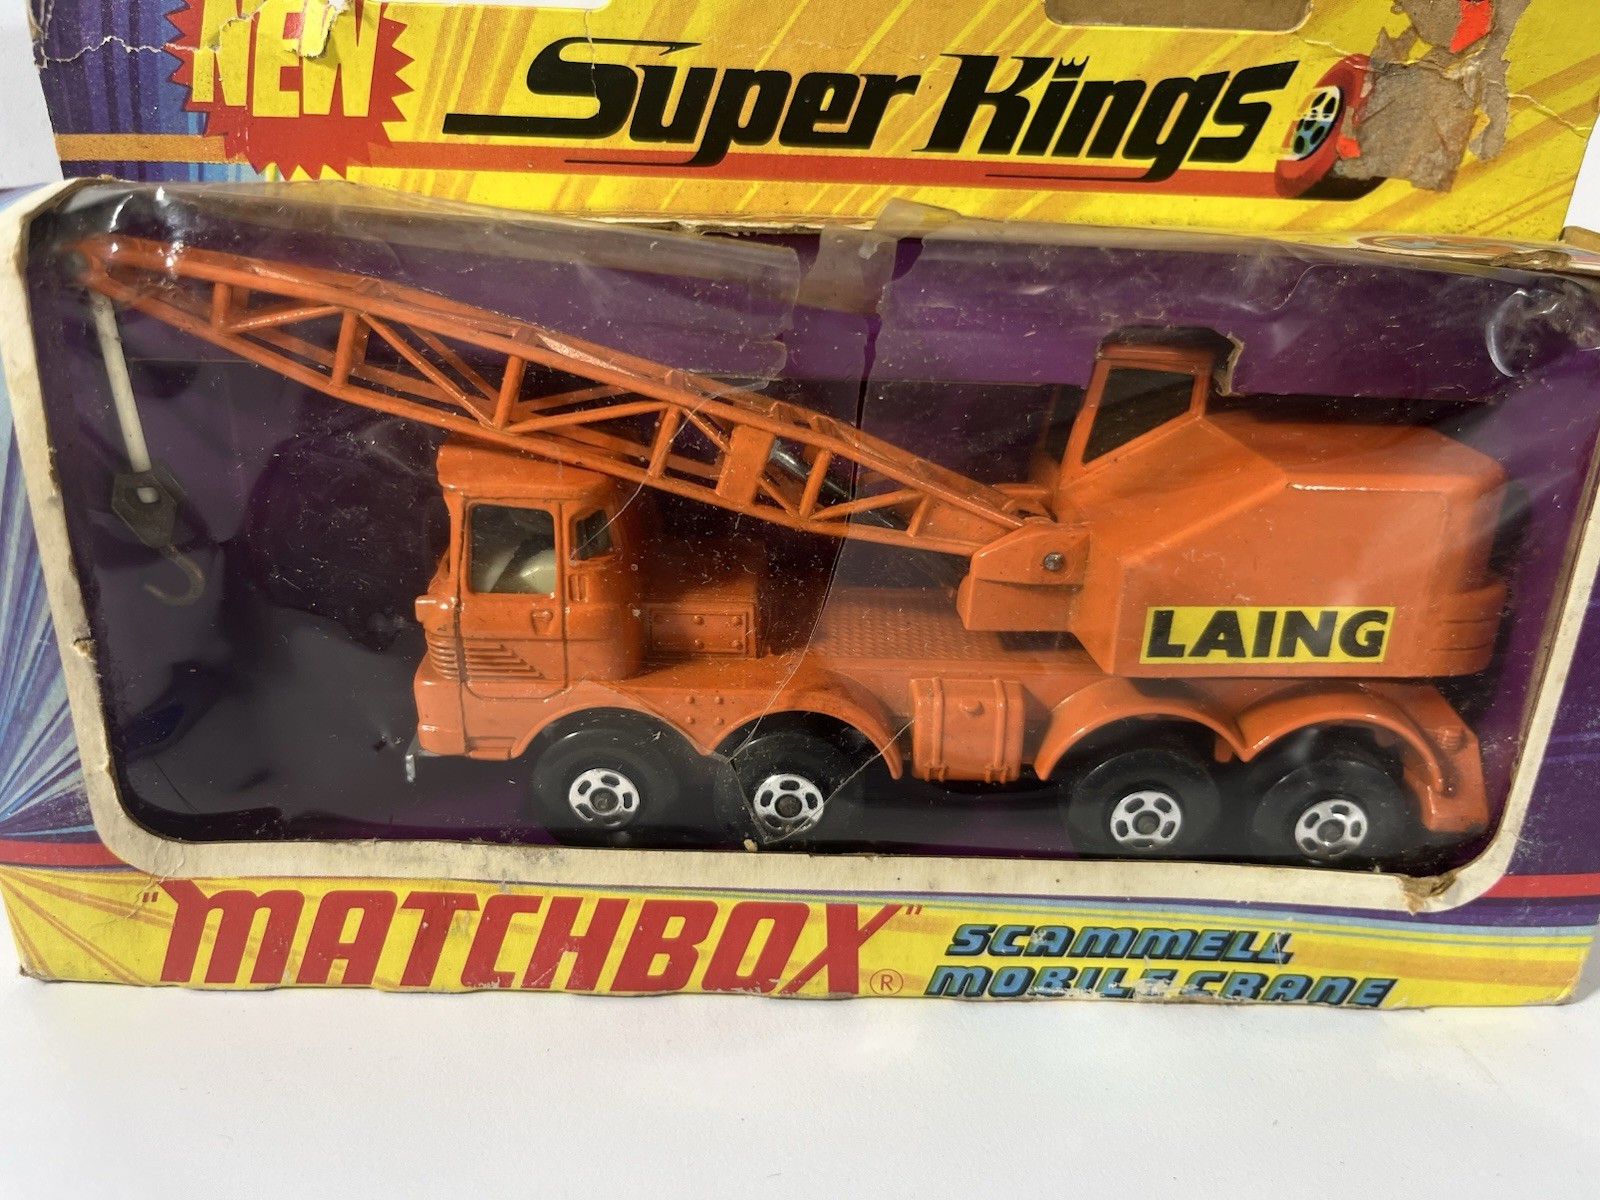 NEW
Super Kings
LAING
"MATCHBOX"®
SCAMMELL
MOBILE CRANE